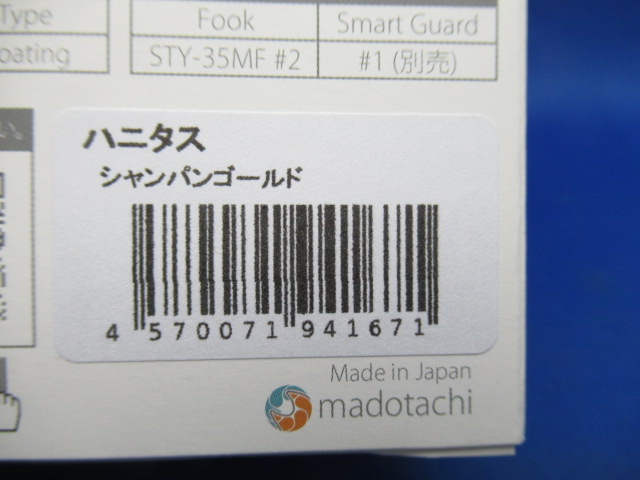 Type
Fook
Smart Guard
oating
STY-35MF #2
#1 (別売)
ハニタス
シャンパンゴールド
4 570071 941671
Made in Japan
madotachi